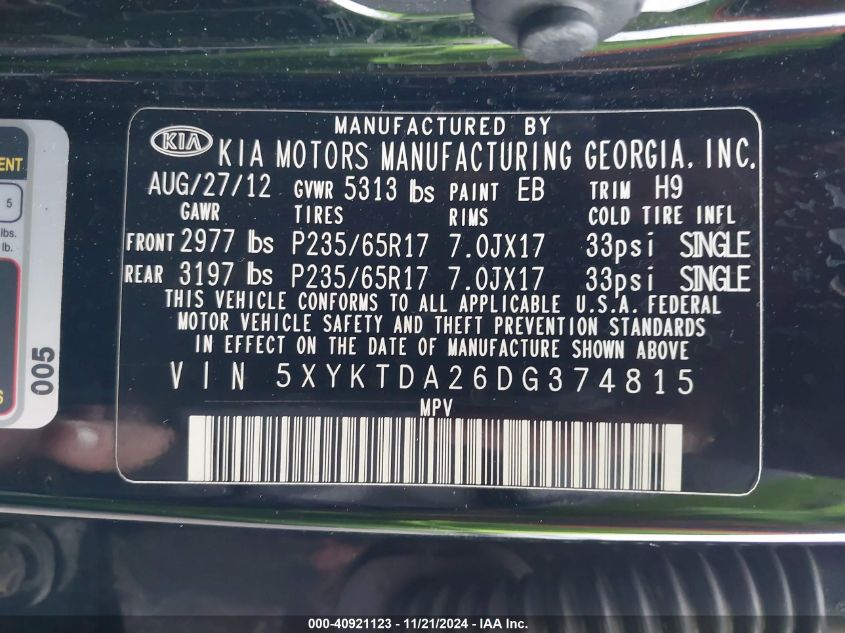 MANUFACTURED BY
KIA KIA MOTORS MANUFACTURING GEORGIA, INC.
AUG/27/12 GVWR 5313 lbs PAINT EB TRIM H9
GAWR TIRES RIMS COLD TIRE INFL
FRONT 2977 lbs P235/65R17 7.0JX17 33psi SINGLE
REAR 3197 lbs P235/65R17 7.0JX17 33psi SINGLE
THIS VEHICLE CONFORMS TO ALL APPLICABLE U.S.A. FEDERAL
MOTOR VEHICLE SAFETY AND THEFT PREVENTION STANDARDS
IN EFFECT ON THE DATE OF MANUFACTURE SHOWN ABOVE
VIN 5XYKTDA26DG374815
MPV
5
lbs.
lb.
005
000-40921123 - 11/21/2024 - IAA Inc.